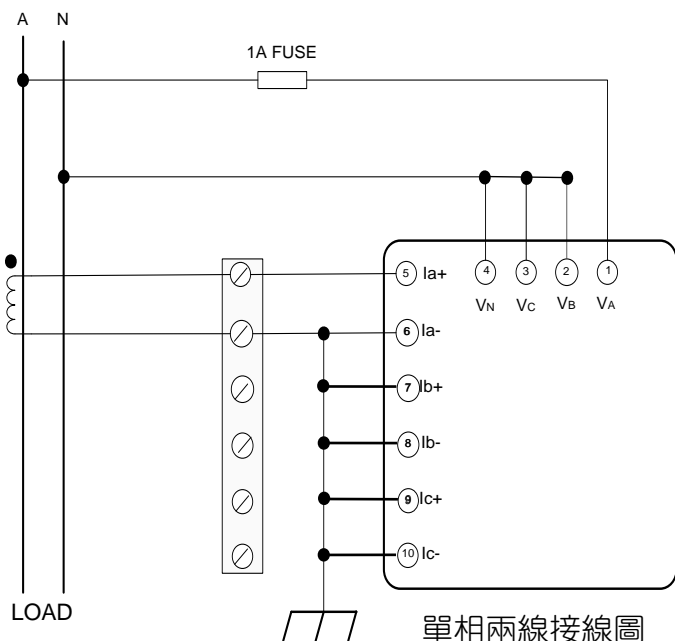 A N
1A FUSE
5 Ia+ 4 3 2 1
VN VC VB VA
6 Ia-
7 Ib+
8 Ib-
9 Ic+
10 Ic-
LOAD
單相兩線接線圖